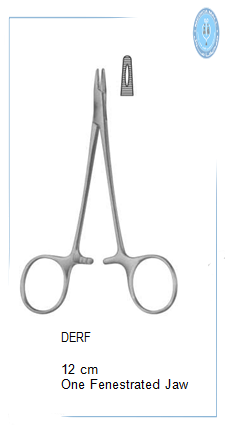 DERF
12 cm
One Fenestrated Jaw